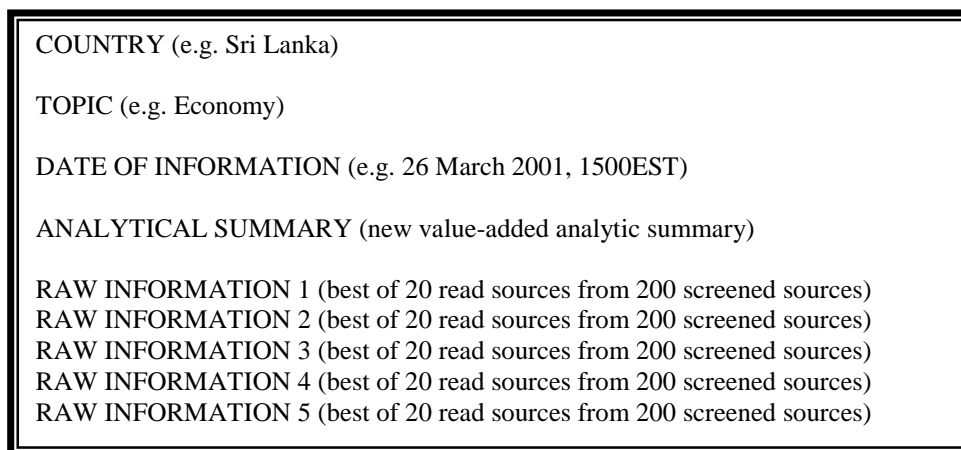 COUNTRY (e.g. Sri Lanka)
TOPIC (e.g. Economy)
DATE OF INFORMATION (e.g. 26 March 2001, 1500EST)
ANALYTICAL SUMMARY (new value-added analytic summary)
RAW INFORMATION 1 (best of 20 read sources from 200 screened sources)
RAW INFORMATION 2 (best of 20 read sources from 200 screened sources)
RAW INFORMATION 3 (best of 20 read sources from 200 screened sources)
RAW INFORMATION 4 (best of 20 read sources from 200 screened sources)
RAW INFORMATION 5 (best of 20 read sources from 200 screened sources)